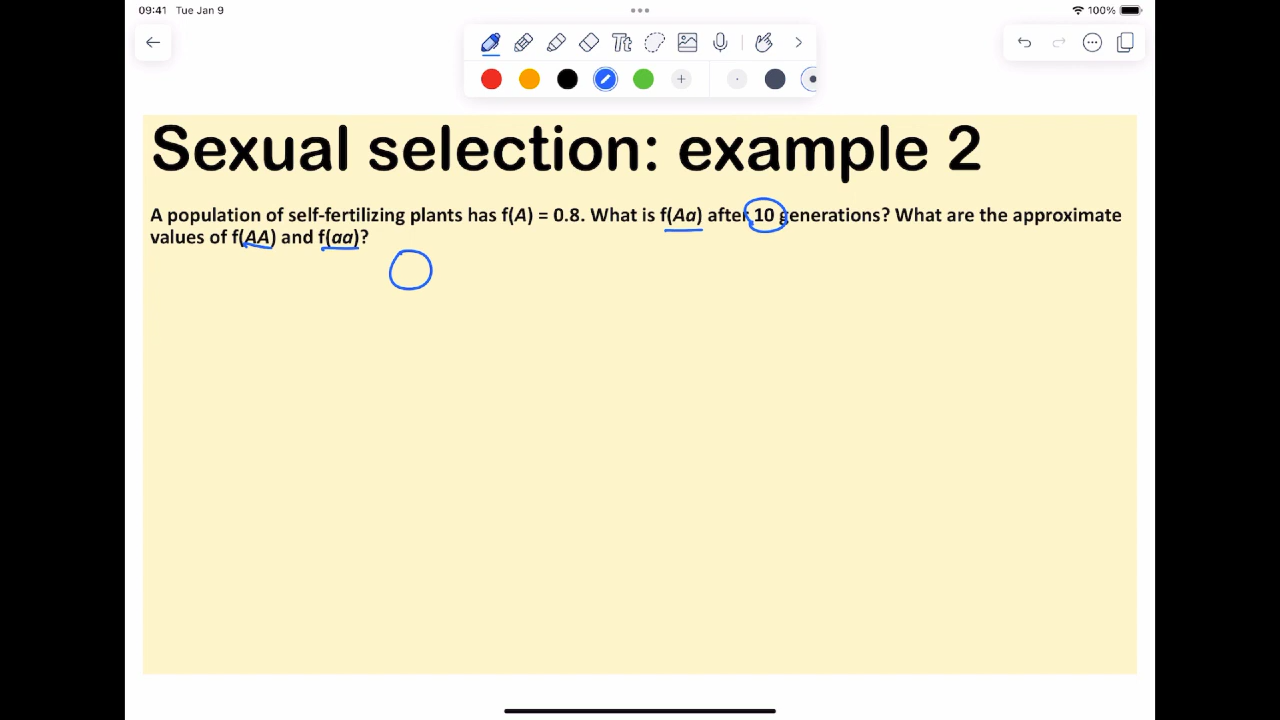 09:41 Tue Jan 9
100%
Tt
Sexual selection: example 2
A population of self-fertilizing plants has f(A) = 0.8. What is f(Aa) after 10 generations? What are the approximate
values of f(AA) and f(aa)?